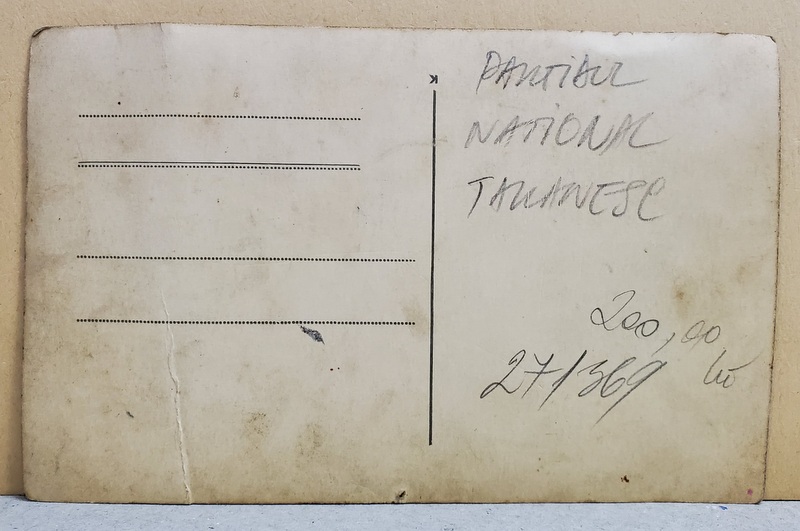 K
PARTIDUL
NATIONAL
TARANESC
200,00
lei
27/369